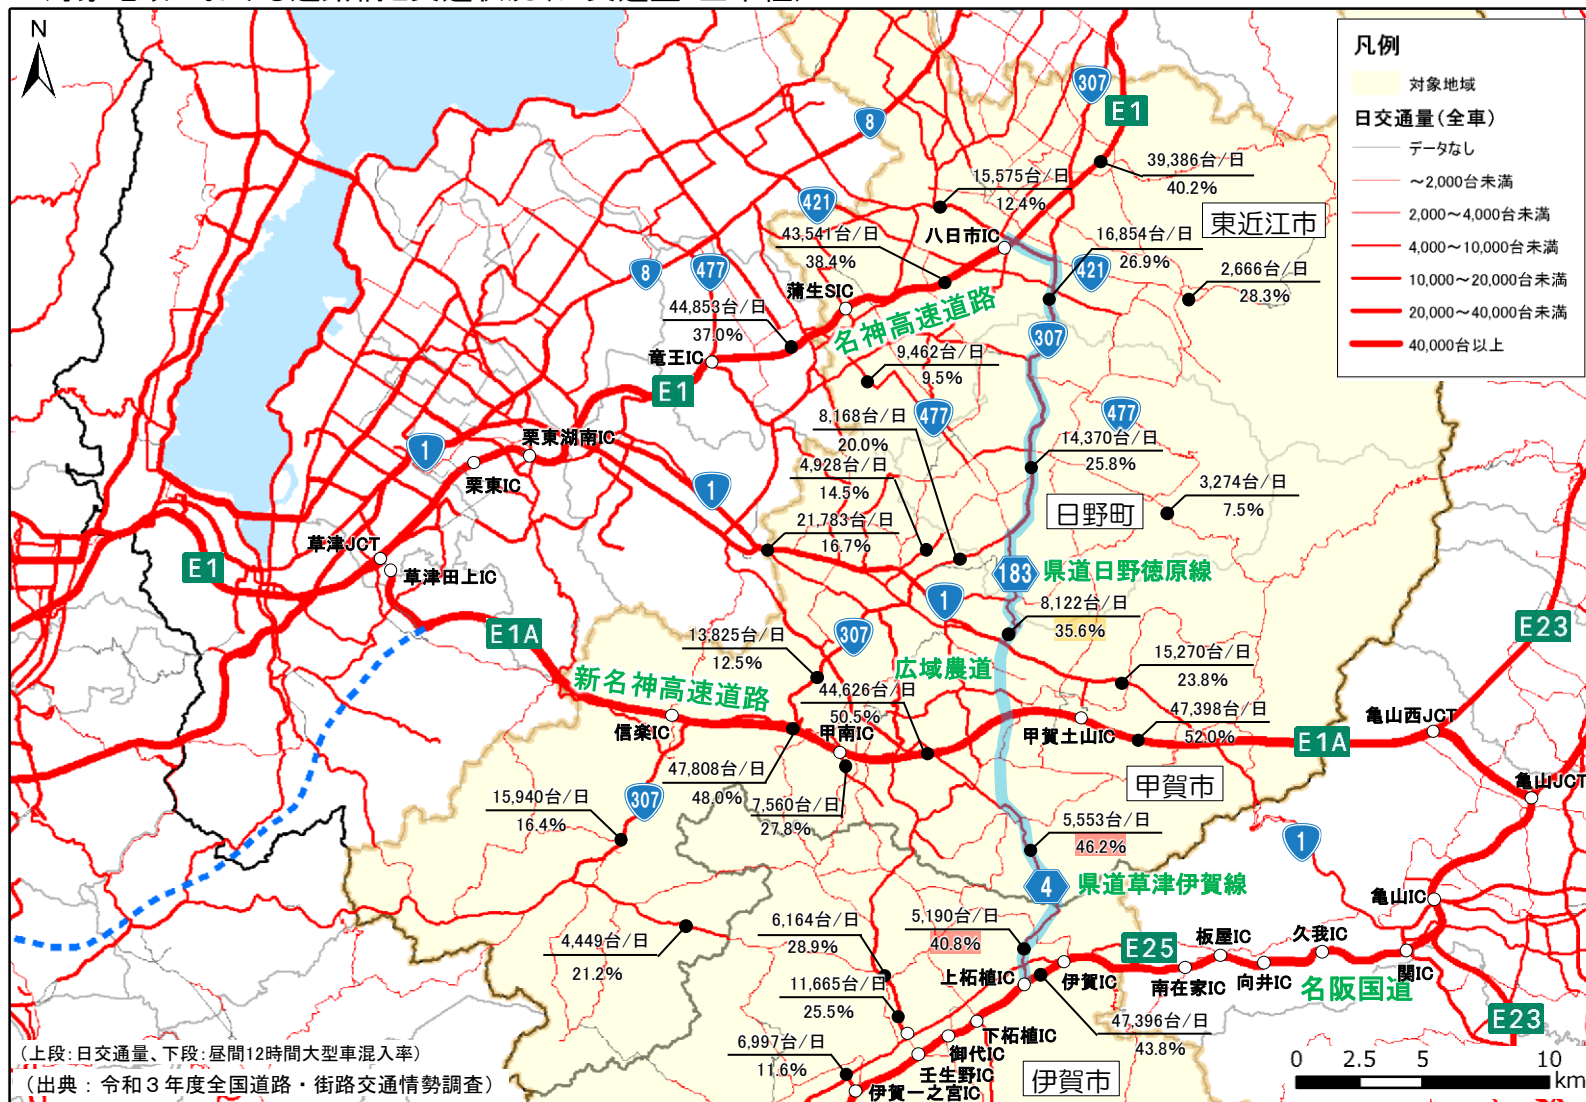 N
凡例
対象地域
日交通量(全車)
データなし
～2,000台未満
2,000～4,000台未満
4,000～10,000台未満
10,000～20,000台未満
20,000～40,000台未満
40,000台以上
307
E1
8
39,386台/日
40.2%
15,575台/日
12.4%
421
東近江市
43,541台/日
38.4%
八日市IC
16,854台/日
26.9%
421
2,666台/日
28.3%
8
477
蒲生SIC
44,853台/日
37.0%
名神高速道路
307
竜王IC
E1
9,462台/日
9.5%
477
477
8,168台/日
20.0%
栗東湖南IC
1
栗東IC
14,370台/日
25.8%
4,928台/日
14.5%
1
3,274台/日
7.5%
日野町
21,783台/日
16.7%
草津JCT
E1
草津田上IC
183
県道日野徳原線
1
8,122台/日
35.6%
E1A
E23
13,825台/日
12.5%
307
広域農道
15,270台/日
23.8%
新名神高速道路
44,626台/日
50.5%
信楽IC
甲南IC
甲賀土山IC
47,398台/日
52.0%
E1A
亀山西JCT
47,808台/日
48.0%
甲賀市
亀山JCT
15,940台/日
16.4%
307
7,560台/日
27.8%
5,553台/日
46.2%
1
4
県道草津伊賀線
亀山IC
6,164台/日
28.9%
5,190台/日
40.8%
4,449台/日
21.2%
E25
板屋IC
久我IC
上柘植IC
伊賀IC
南在家IC
向井IC
関IC
名阪国道
11,665台/日
25.5%
E23
47,396台/日
43.8%
下柘植IC
6,997台/日
11.6%
御代IC
壬生野IC
伊賀一之宮IC
伊賀市
(上段:日交通量、下段:昼間12時間大型車混入率)
(出典：令和３年度全国道路・街路交通情勢調査)
0 2.5 5 10
km